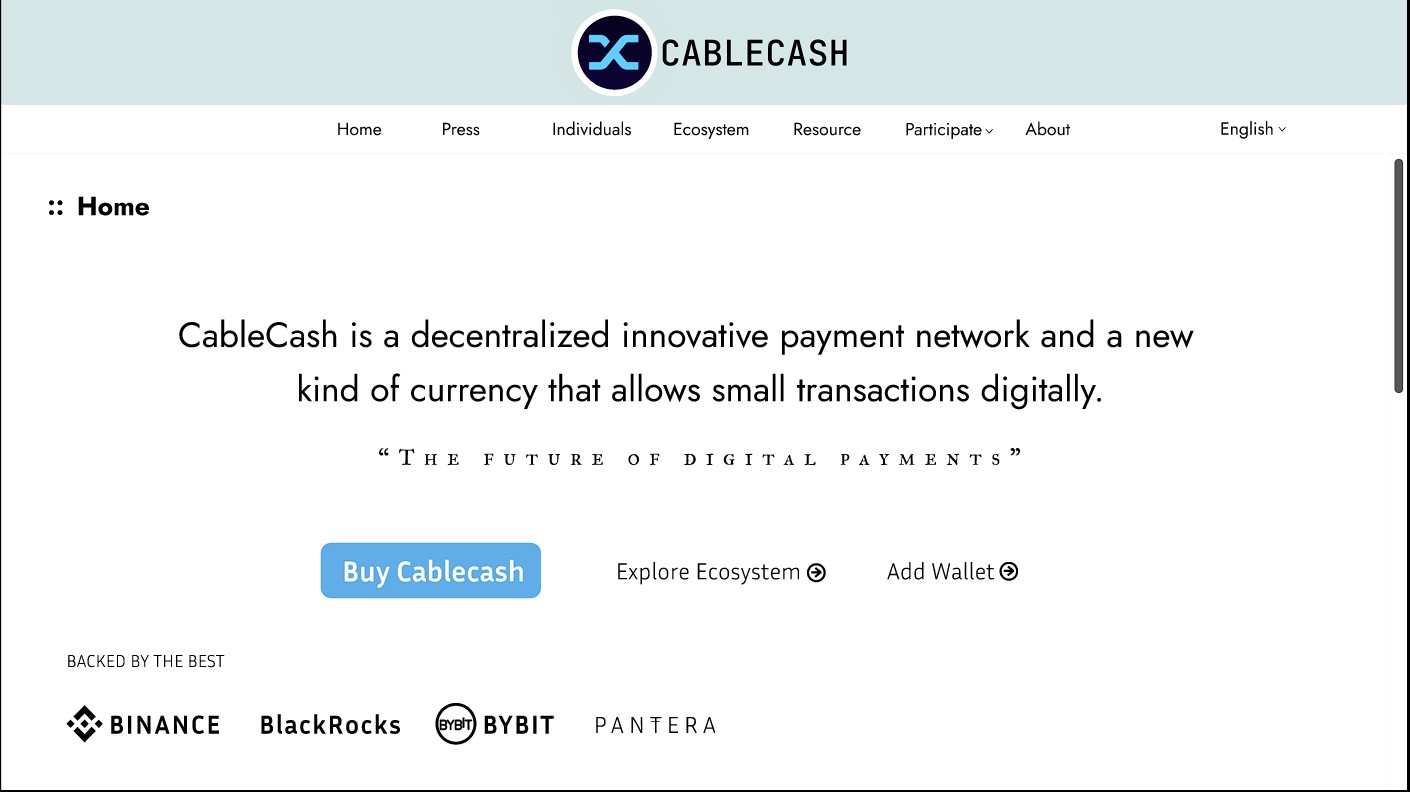 CABLECASH
Home Press Individuals Ecosystem Resource Participate About English
:: Home
CableCash is a decentralized innovative payment network and a new
kind of currency that allows small transactions digitally.
“The future of digital payments”
Buy Cablecash Explore Ecosystem Add Wallet
BACKED BY THE BEST
BINANCE BlackRocks BYBIT BYBIT PANTERA